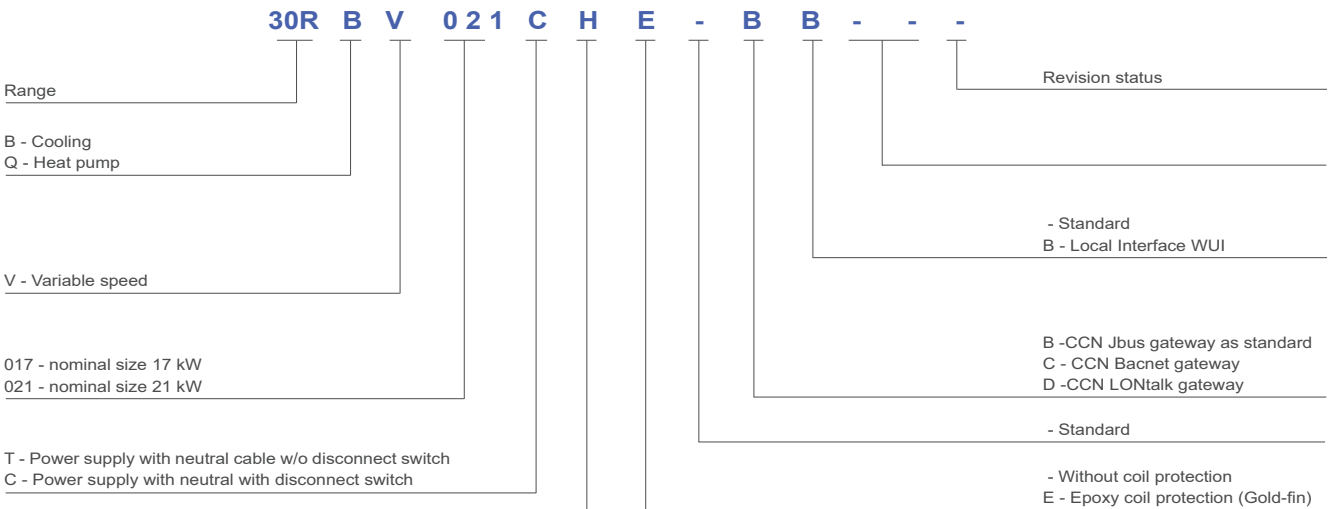 30R B V 0 2 1 C H E - B B - - -
Range
B - Cooling
Q - Heat pump
V - Variable speed
017 - nominal size 17 kW
021 - nominal size 21 kW
T - Power supply with neutral cable w/o disconnect switch
C - Power supply with neutral with disconnect switch
Revision status
- Standard
B - Local Interface WUI
B -CCN Jbus gateway as standard
C - CCN Bacnet gateway
D -CCN LONtalk gateway
- Standard
- Without coil protection
E - Epoxy coil protection (Gold-fin)